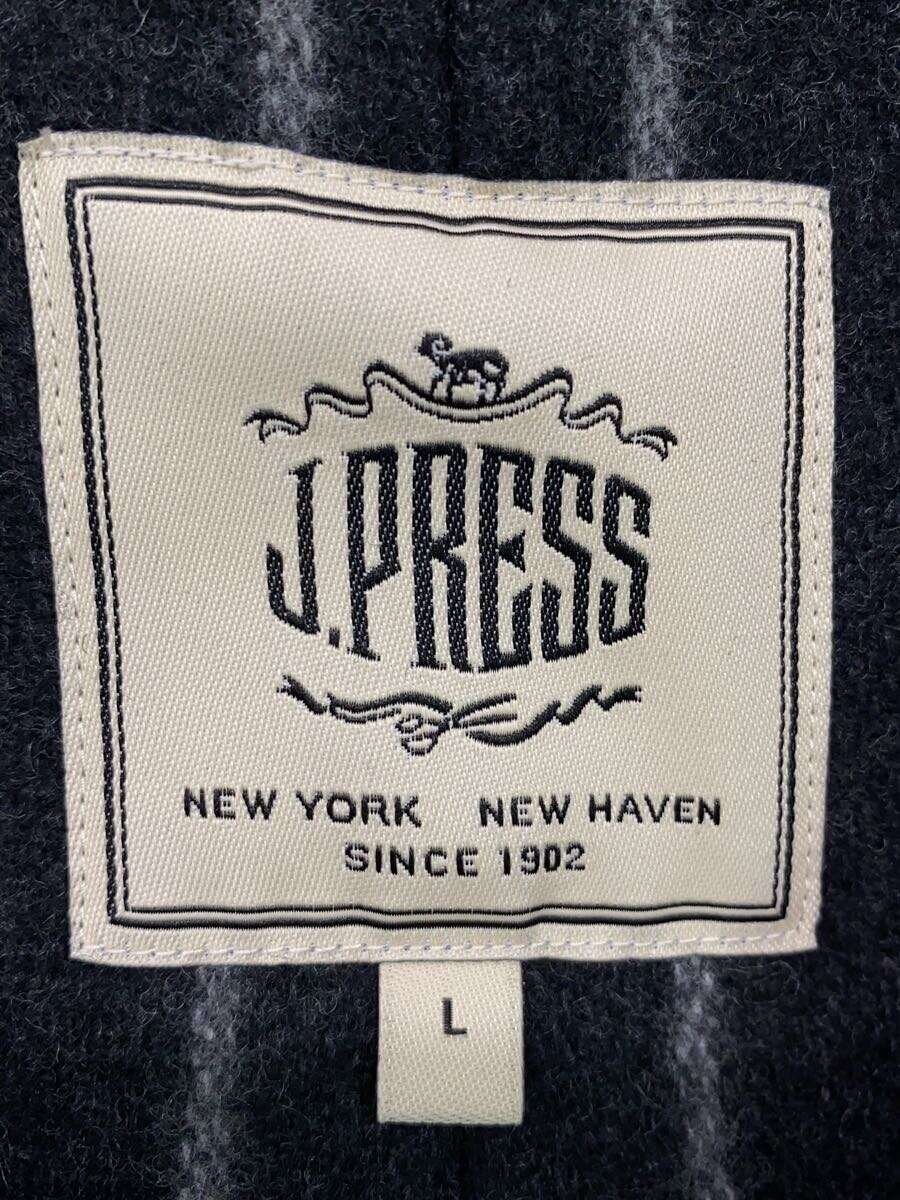 J.PRESS
NEW YORK NEW HAVEN
SINCE 1902
L